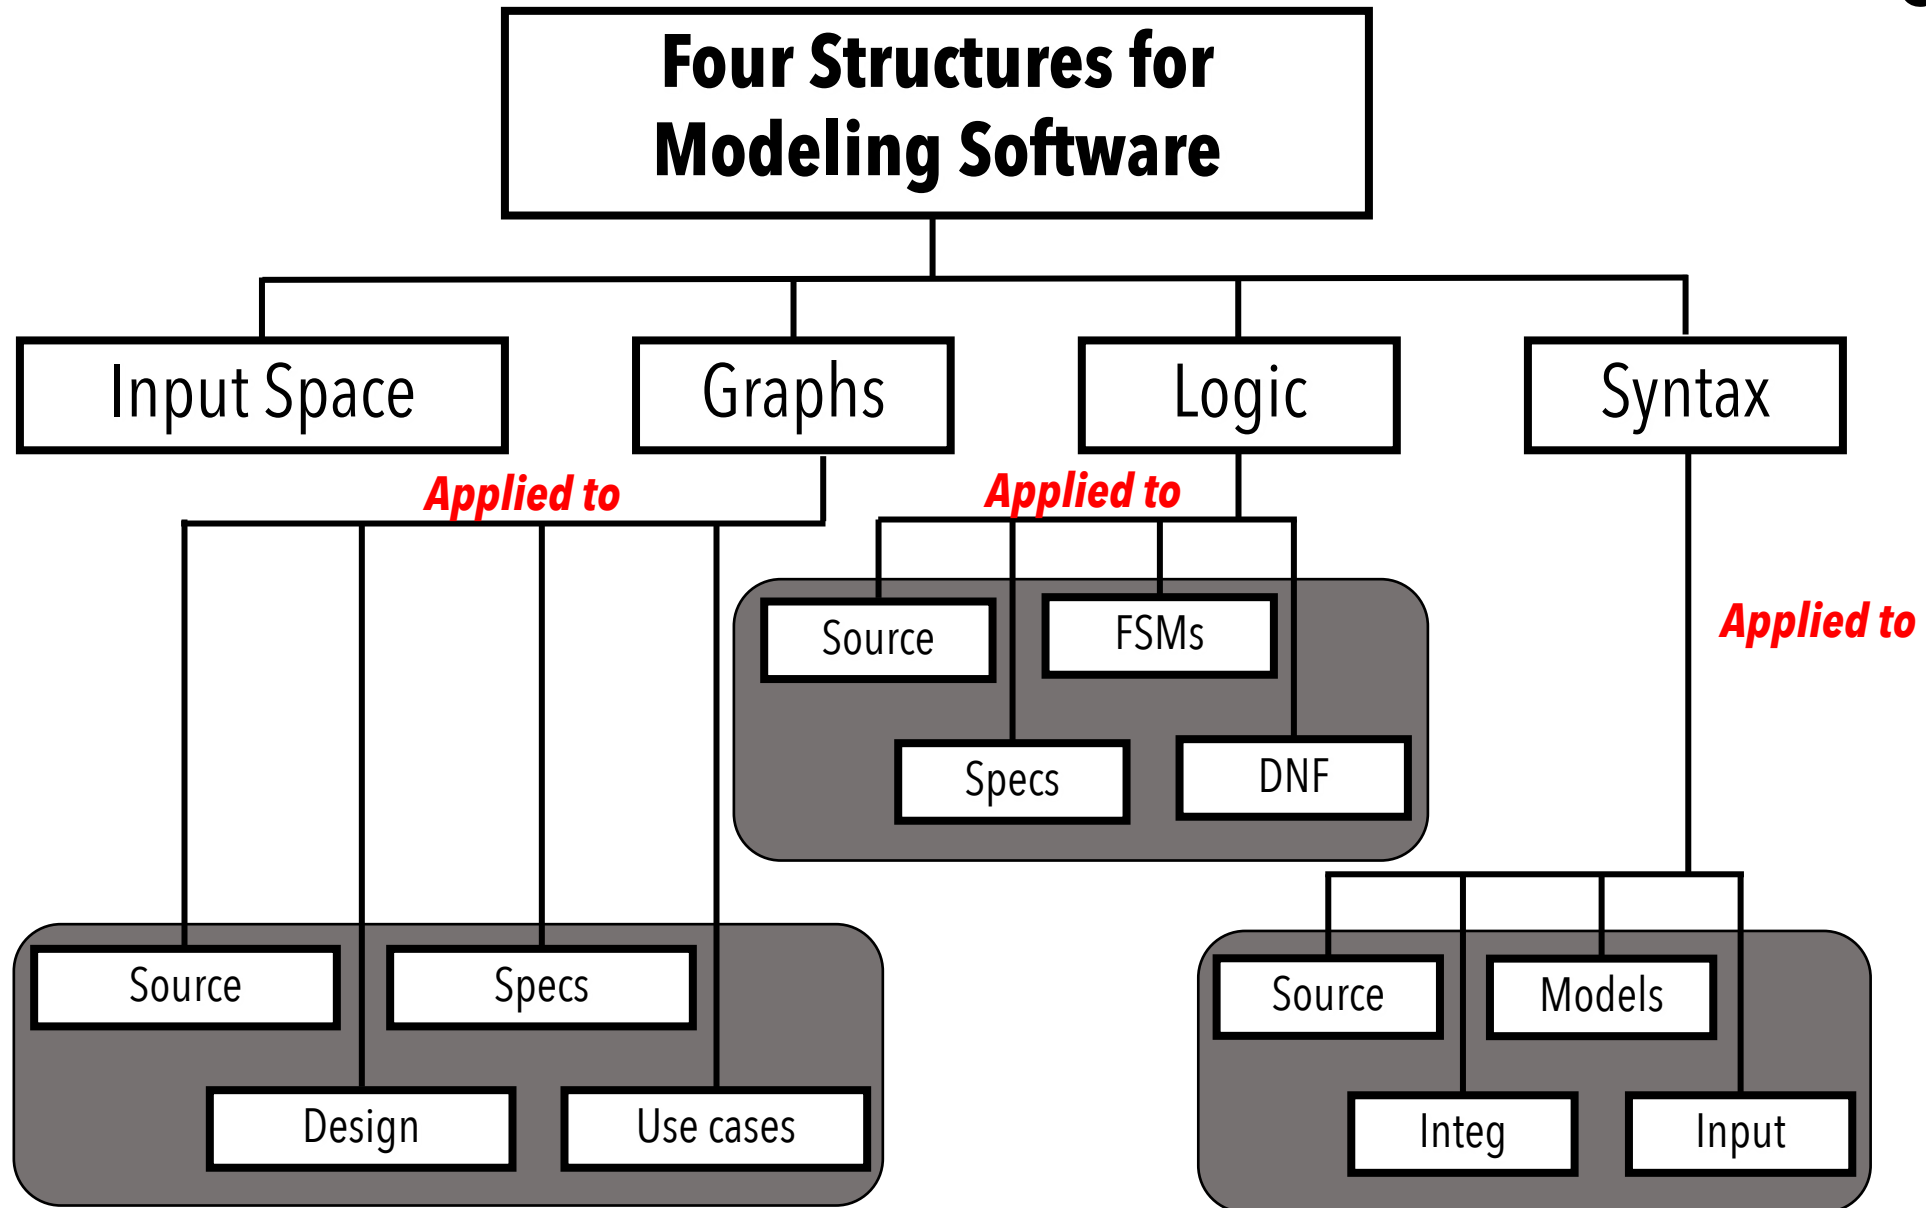 Four Structures for
Modeling Software
Input Space
Graphs
Logic
Syntax
Applied to
Applied to
Applied to
Source
FSMs
Specs
DNF
Source
Specs
Design
Use cases
Source
Models
Integ
Input